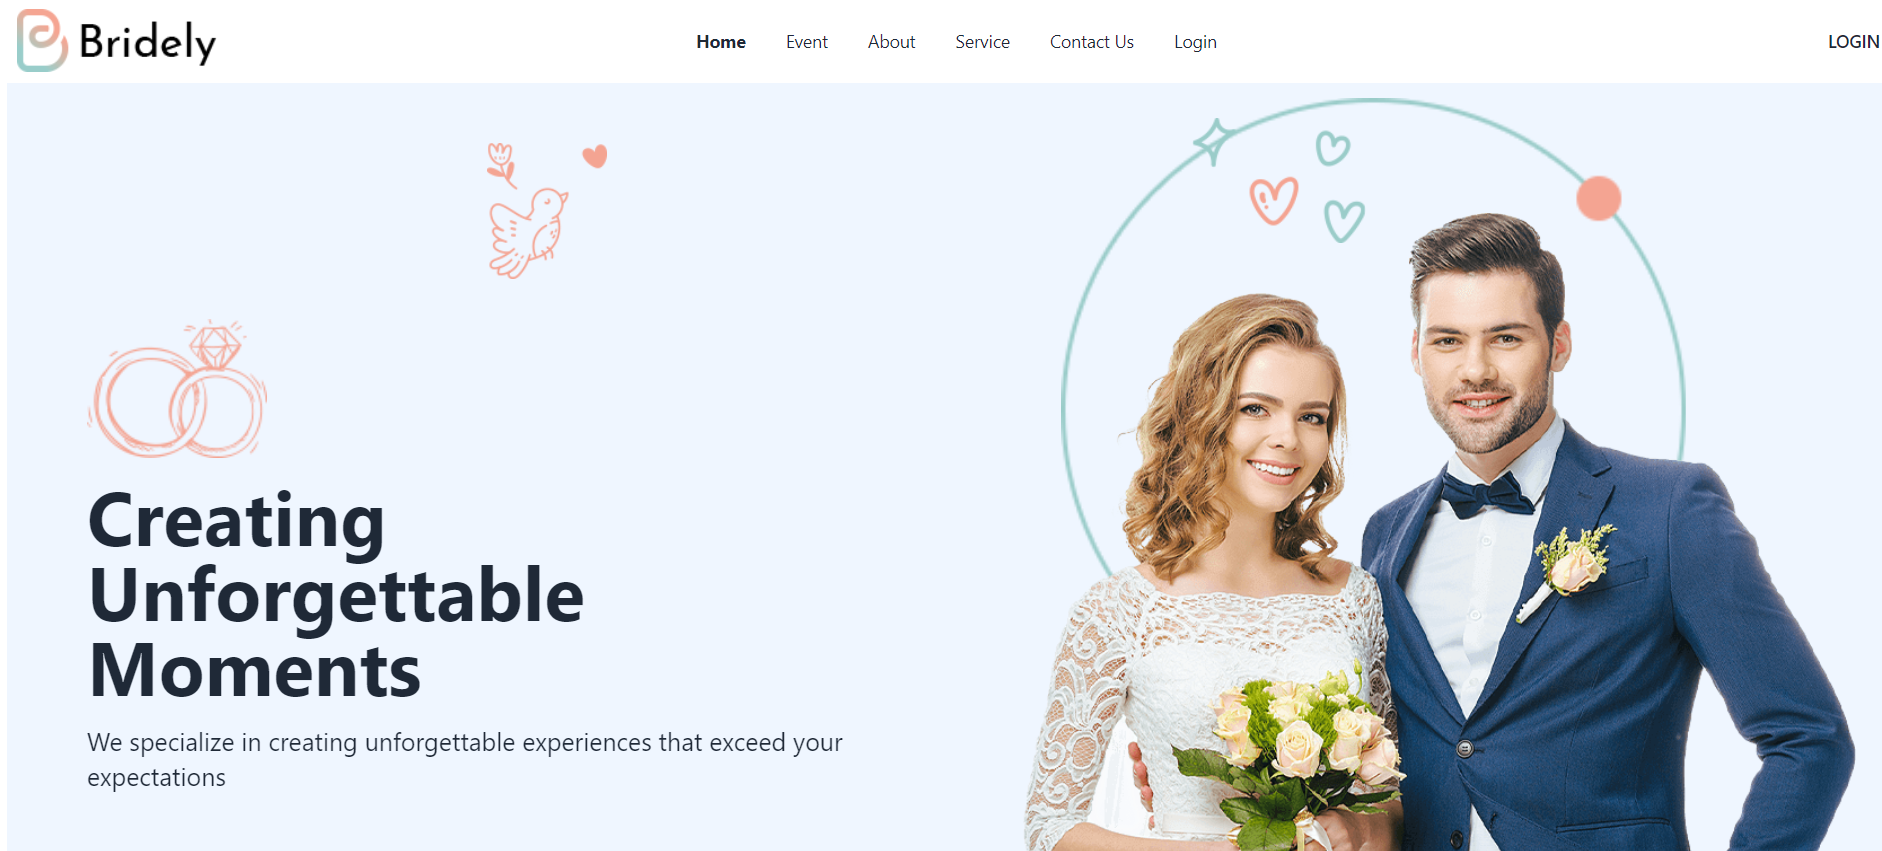 Bridely
Home Event About Service Contact Us Login
LOGIN
Creating
Unforgettable
Moments
We specialize in creating unforgettable experiences that exceed your
expectations